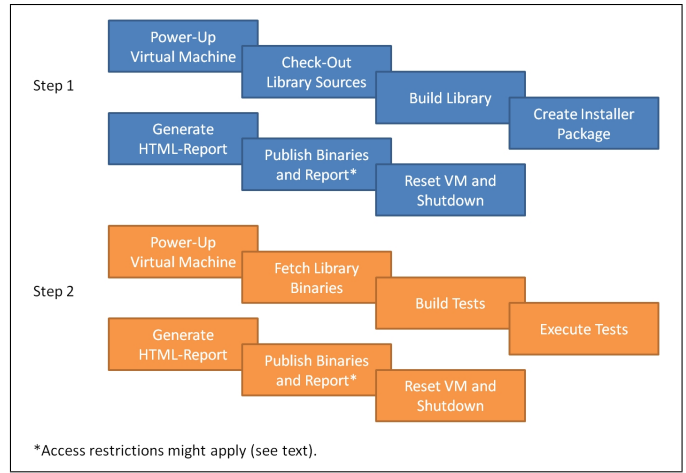 Step 1
Power-Up
Virtual Machine
Check-Out
Library Sources
Build Library
Create Installer
Package
Generate
HTML-Report
Publish Binaries
and Report*
Reset VM and
Shutdown
Step 2
Power-Up
Virtual Machine
Fetch Library
Binaries
Build Tests
Execute Tests
Generate
HTML-Report
Publish Binaries
and Report*
Reset VM and
Shutdown
*Access restrictions might apply (see text).